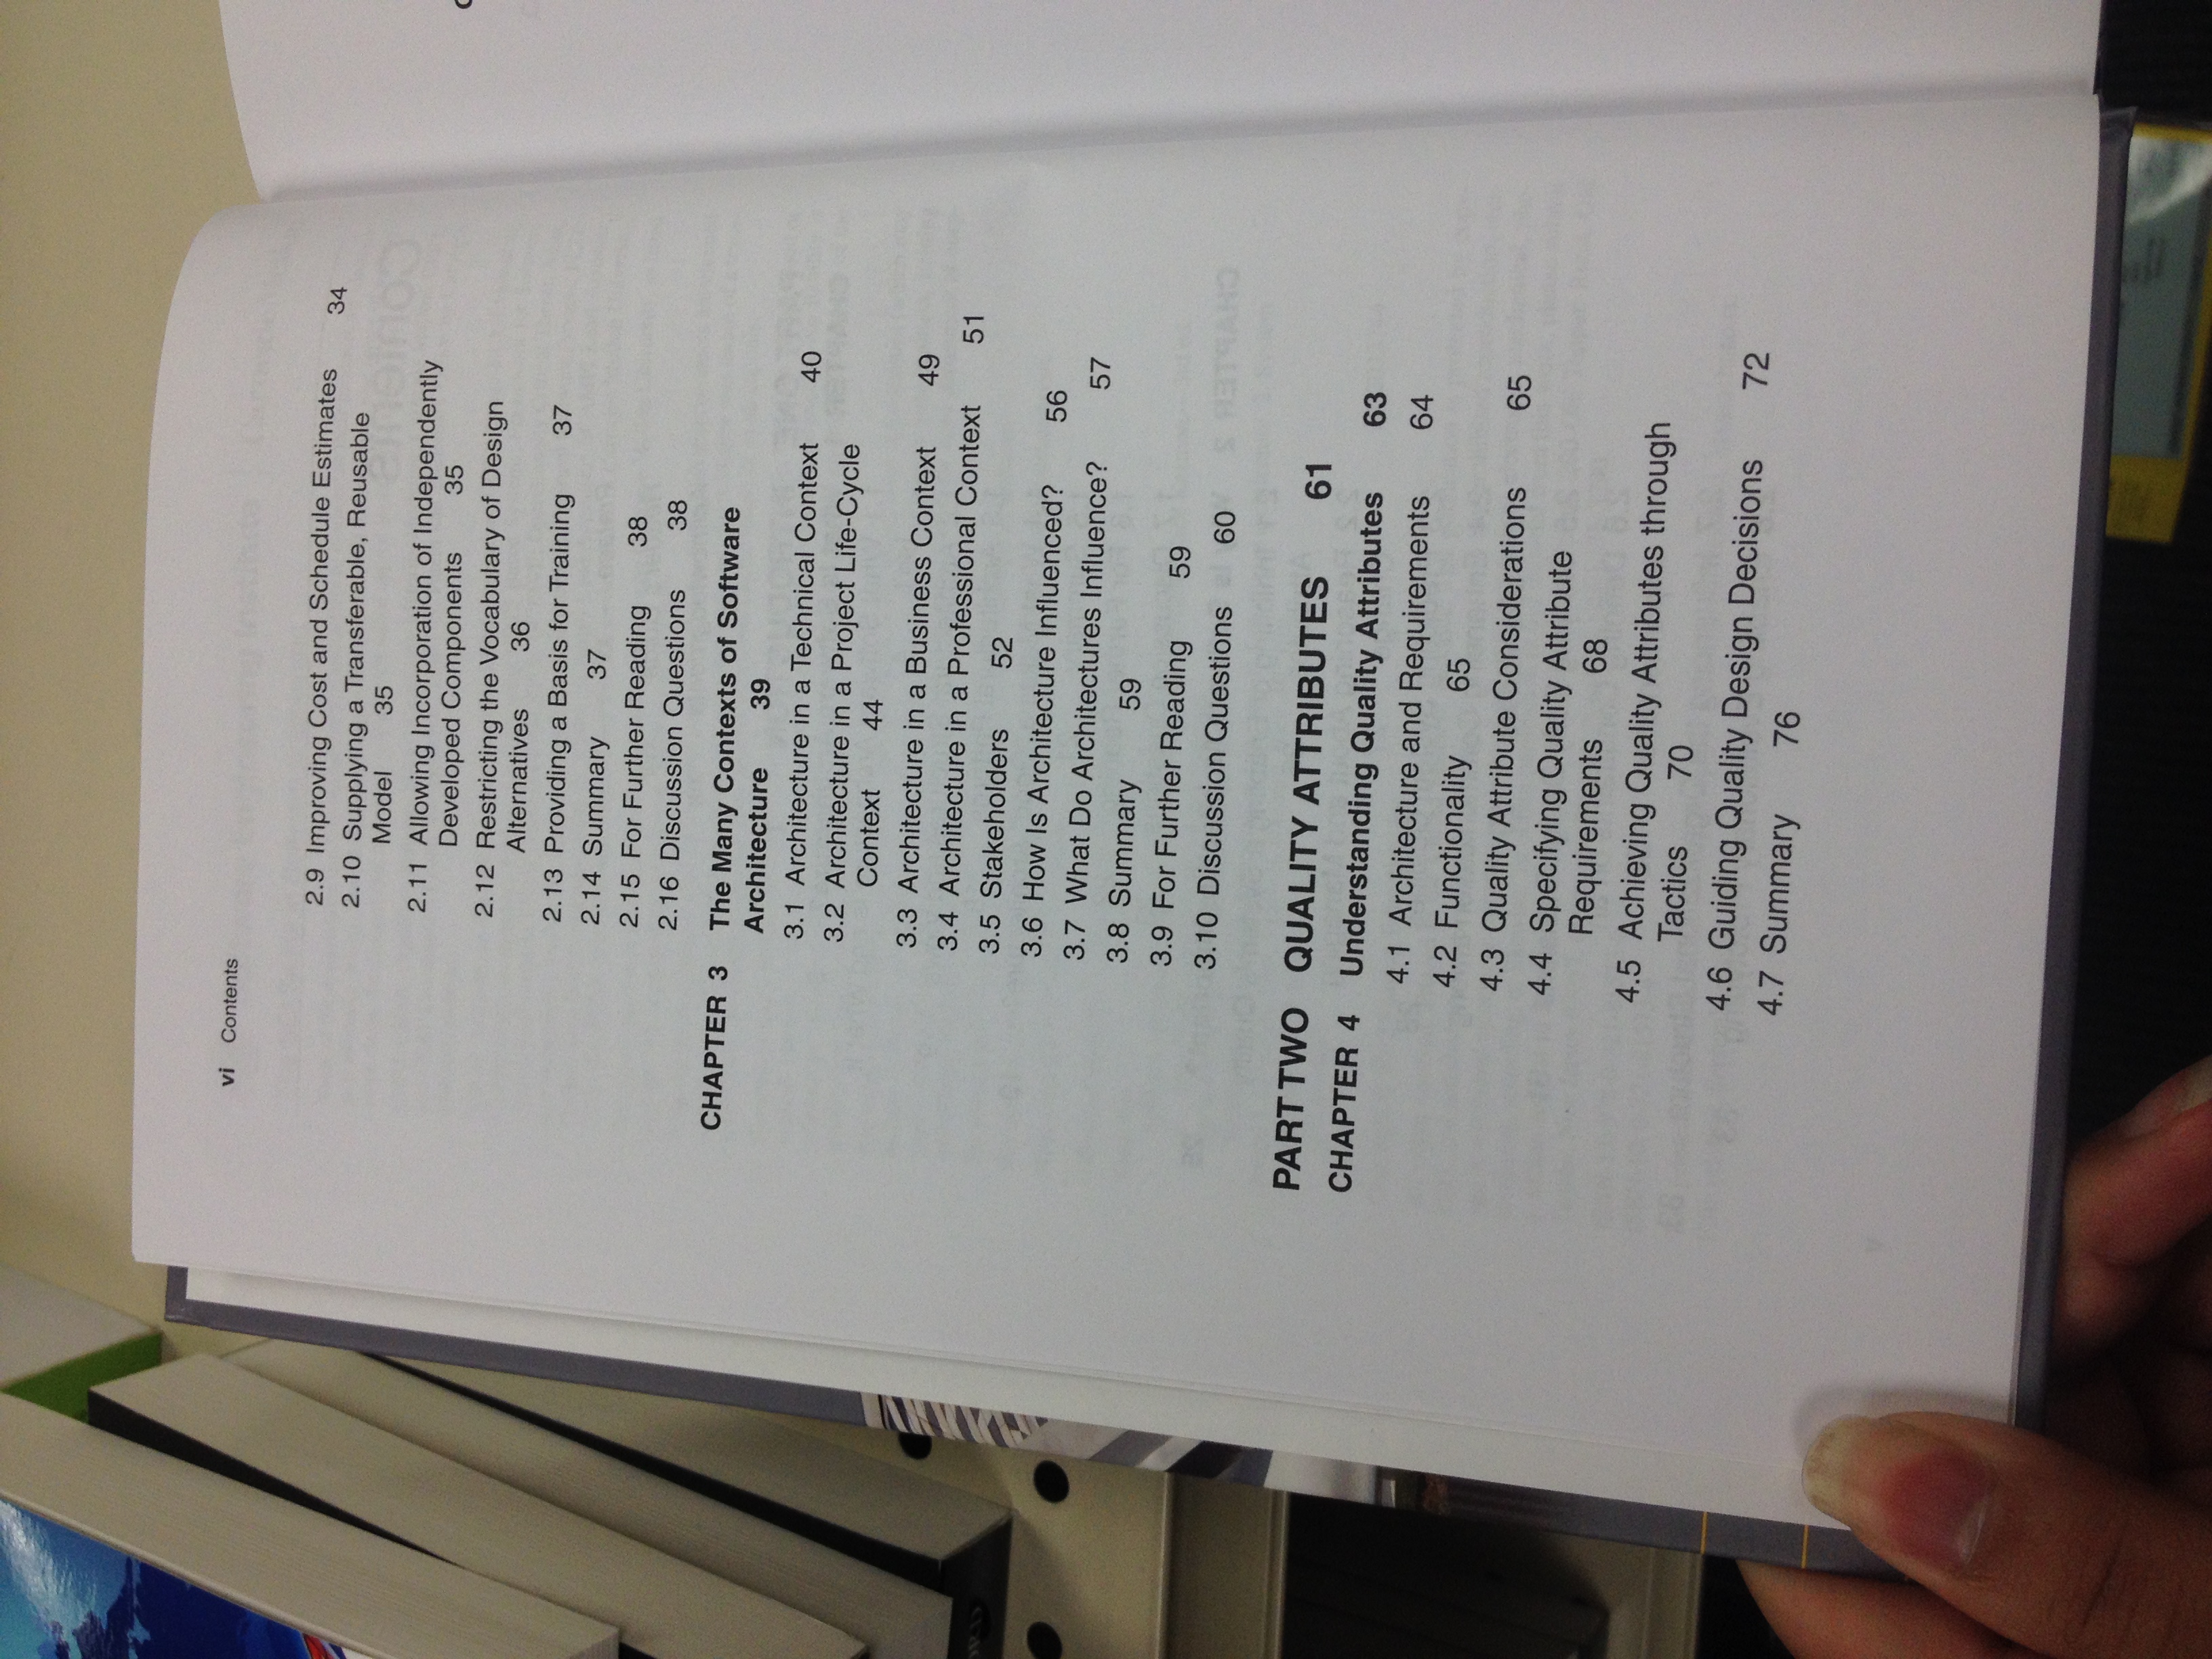 vi Contents
2.9 Improving Cost and Schedule Estimates 34
2.10 Supplying a Transferable, Reusable
Model 35
2.11 Allowing Incorporation of Independently
Developed Components 35
2.12 Restricting the Vocabulary of Design
Alternatives 36
2.13 Providing a Basis for Training 37
2.14 Summary 37
2.15 For Further Reading 38
2.16 Discussion Questions 38
CHAPTER 3 The Many Contexts of Software
Architecture 39
3.1 Architecture in a Technical Context 40
3.2 Architecture in a Project Life-Cycle
Context 44
3.3 Architecture in a Business Context 49
3.4 Architecture in a Professional Context 51
3.5 Stakeholders 52
3.6 How Is Architecture Influenced? 56
3.7 What Do Architectures Influence? 57
3.8 Summary 59
3.9 For Further Reading 59
3.10 Discussion Questions 60
PART TWO QUALITY ATTRIBUTES 61
CHAPTER 4 Understanding Quality Attributes 63
4.1 Architecture and Requirements 64
4.2 Functionality 65
4.3 Quality Attribute Considerations 65
4.4 Specifying Quality Attribute
Requirements 68
4.5 Achieving Quality Attributes through
Tactics 70
4.6 Guiding Quality Design Decisions 72
4.7 Summary 76